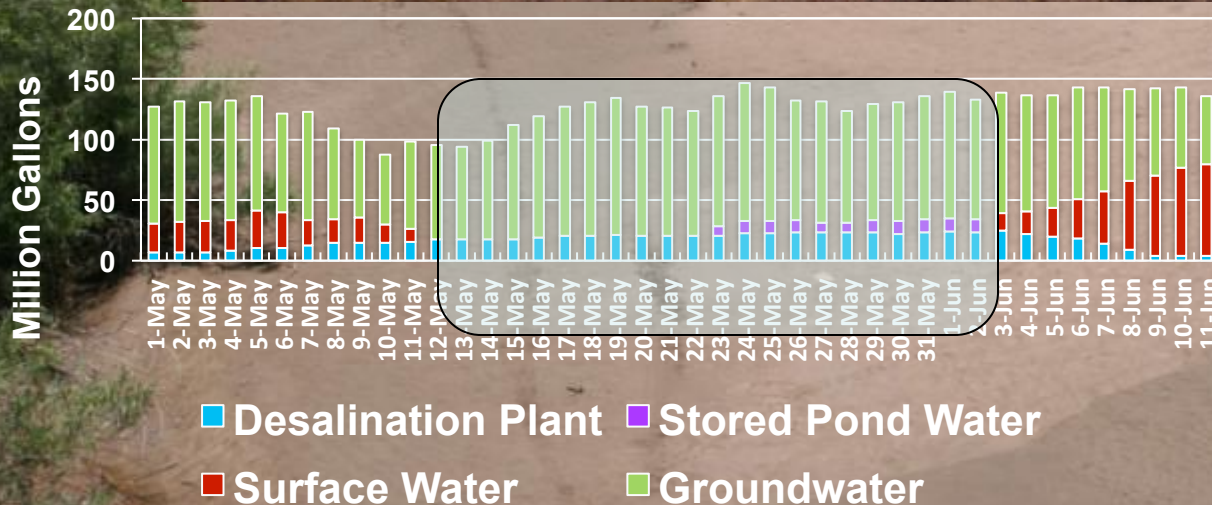 Million Gallons
200
150
100
50
0
1-May
2-May
3-May
4-May
5-May
6-May
7-May
8-May
9-May
10-May
11-May
12-May
13-May
14-May
15-May
16-May
17-May
18-May
19-May
20-May
21-May
22-May
23-May
24-May
25-May
26-May
27-May
28-May
29-May
30-May
31-May
1-Jun
2-Jun
3-Jun
4-Jun
5-Jun
6-Jun
7-Jun
8-Jun
9-Jun
10-Jun
11-Jun
Desalination Plant Stored Pond Water
Surface Water Groundwater